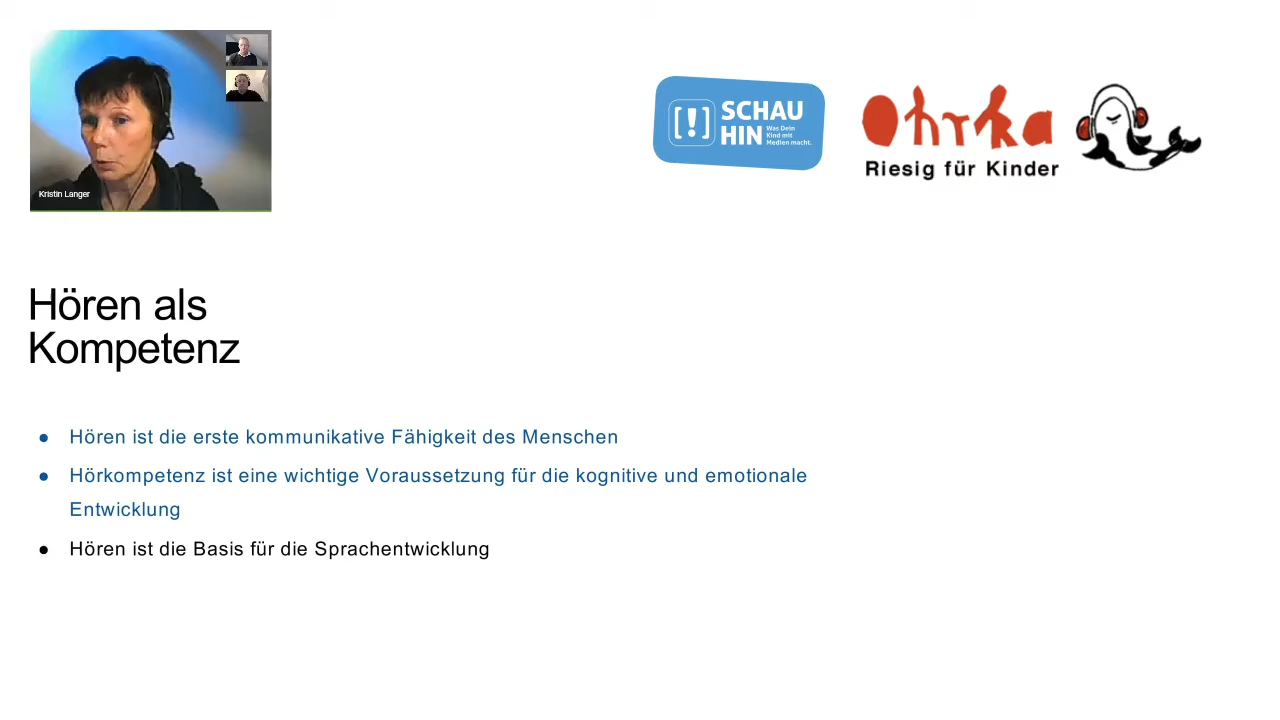 Kristin Langer
[!] SCHAU
HIN Was Dein
Kind mit
Medien macht.
Ohrka
Riesig für Kinder
Hören als
Kompetenz
● Hören ist die erste kommunikative Fähigkeit des Menschen
● Hörkompetenz ist eine wichtige Voraussetzung für die kognitive und emotionale
Entwicklung
● Hören ist die Basis für die Sprachentwicklung